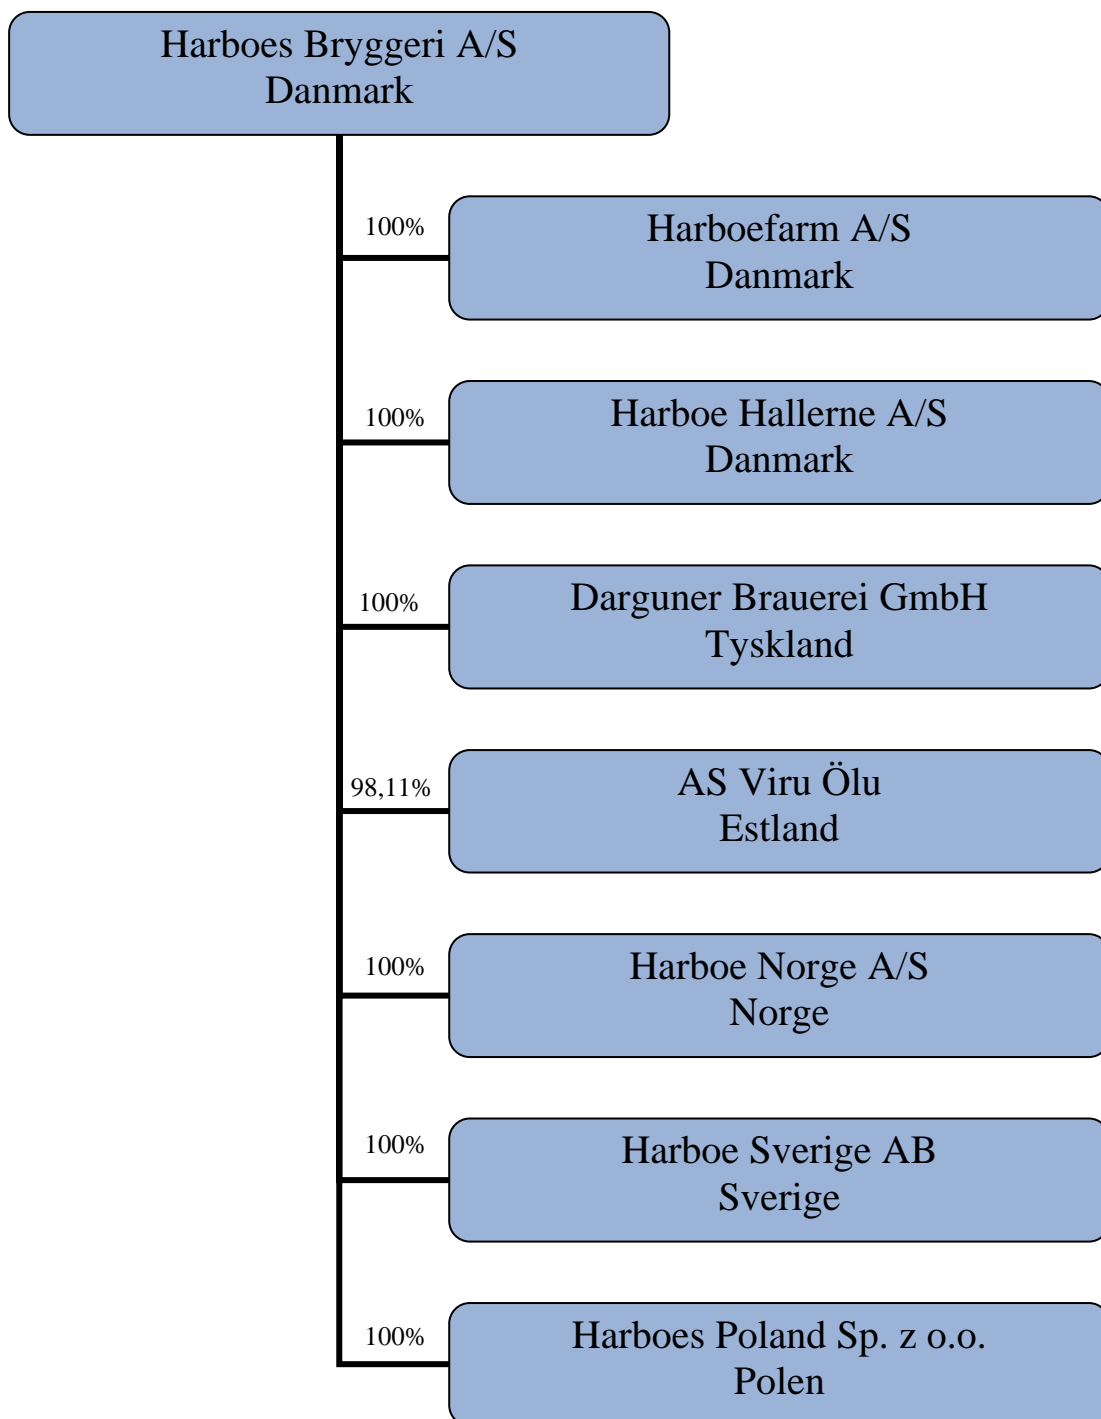 Harboes Bryggeri A/S
Danmark
100%
Harboefarm A/S
Danmark
100%
Harboe Hallerne A/S
Danmark
100%
Darguner Brauerei GmbH
Tyskland
98,11%
AS Viru Ölu
Estland
100%
Harboe Norge A/S
Norge
100%
Harboe Sverige AB
Sverige
100%
Harboes Poland Sp. z o.o.
Polen